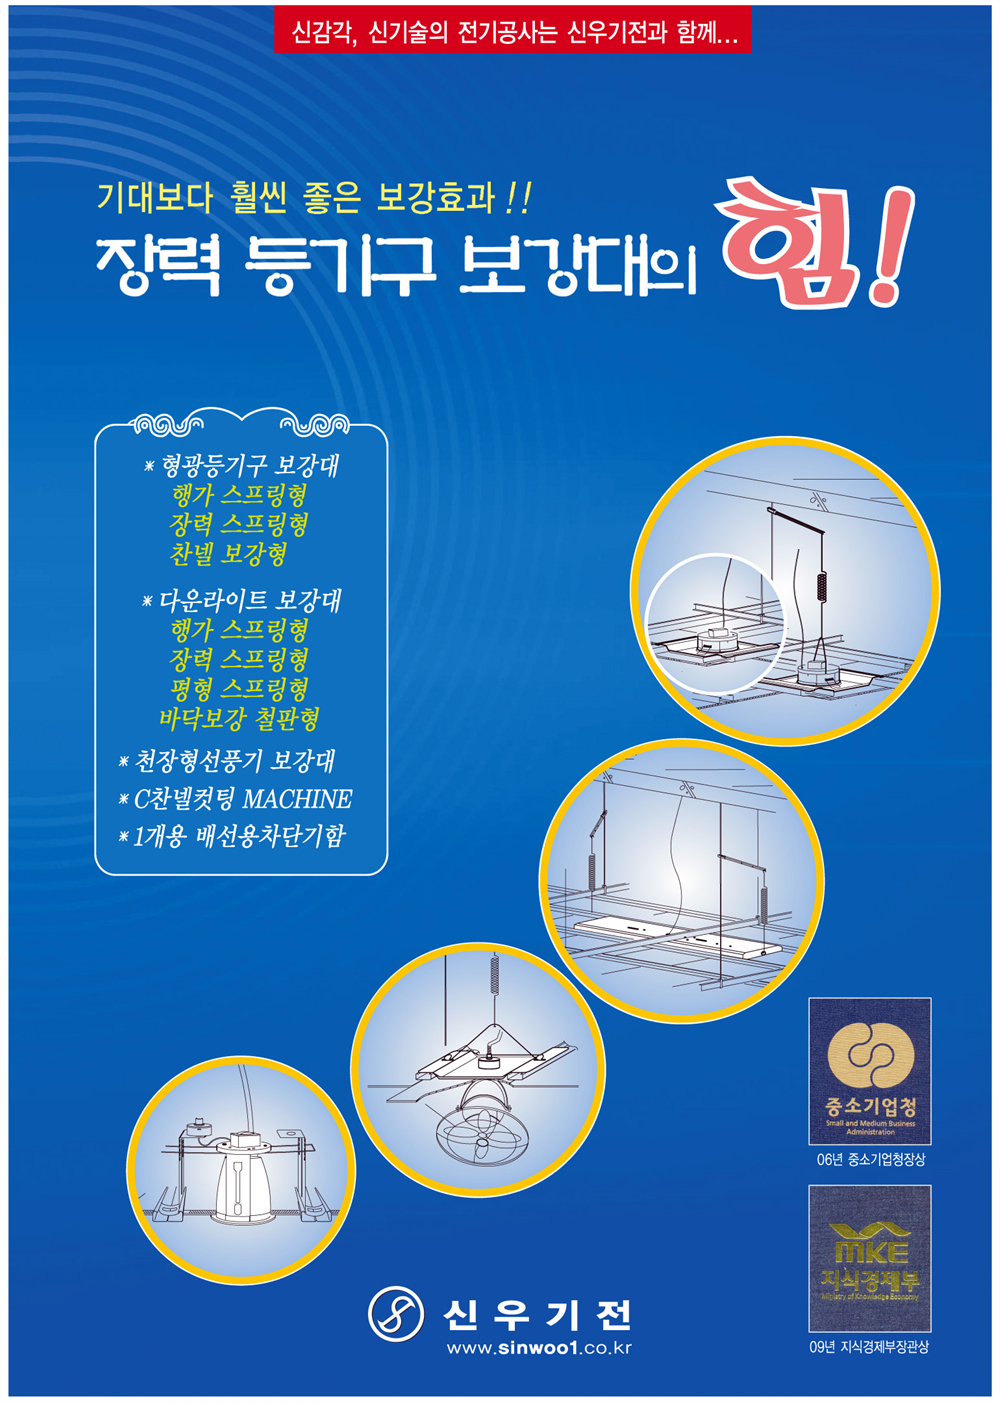 신감각, 신기술의 전기공사는 신우기전과 함께...
기대보다 훨씬 좋은 보강효과!!
장력 등기구 보강대의 힘!
* 형광등기구 보강대
행가 스프링형
장력 스프링형
찬넬 보강형
* 다운라이트 보강대
행가 스프링형
장력 스프링형
평형 스프링형
바닥보강 철판형
* 천장형선풍기 보강대
* C찬넬컷팅 MACHINE
* 1개용 배선용차단기함
중소기업청
Small and Medium Business
Administration
06년 중소기업청장상
MKE
지식경제부
Ministry of Knowledge Economy
09년 지식경제부장관상
신우기전
www.sinwoo1.co.kr